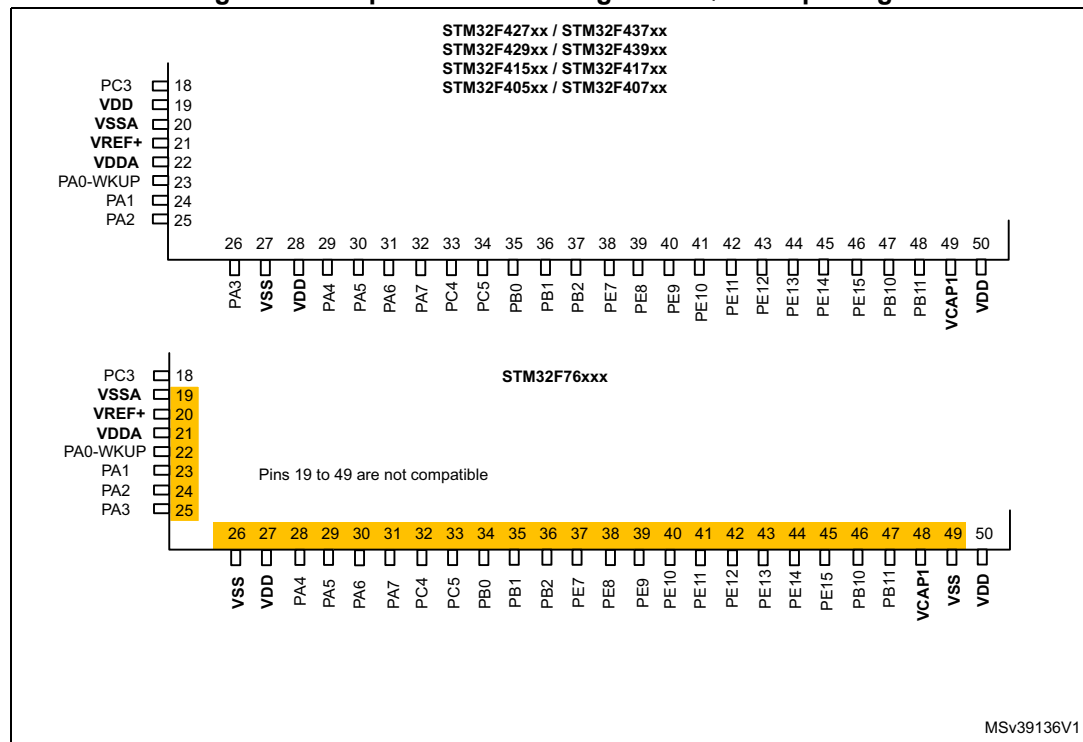 STM32F427xx / STM32F437xx
STM32F429xx / STM32F439xx
STM32F415xx / STM32F417xx
STM32F405xx / STM32F407xx
PC3 18
VDD 19
VSSA 20
VREF+ 21
VDDA 22
PA0-WKUP 23
PA1 24
PA2 25
26 27 28 29 30 31 32 33 34 35 36 37 38 39 40 41 42 43 44 45 46 47 48 49 50
PA3 VSS VDD PA4 PA5 PA6 PA7 PC4 PC5 PB0 PB1 PB2 PE7 PE8 PE9 PE10 PE11 PE12 PE13 PE14 PE15 PB10 PB11 VCAP1 VDD
STM32F76xxx
PC3 18
VSSA 19
VREF+ 20
VDDA 21
PA0-WKUP 22
PA1 23
PA2 24
PA3 25
Pins 19 to 49 are not compatible
26 27 28 29 30 31 32 33 34 35 36 37 38 39 40 41 42 43 44 45 46 47 48 49 50
VSS VDD PA4 PA5 PA6 PA7 PC4 PC5 PB0 PB1 PB2 PE7 PE8 PE9 PE10 PE11 PE12 PE13 PE14 PE15 PB10 PB11 VCAP1 VSS VDD
MSv39136V1